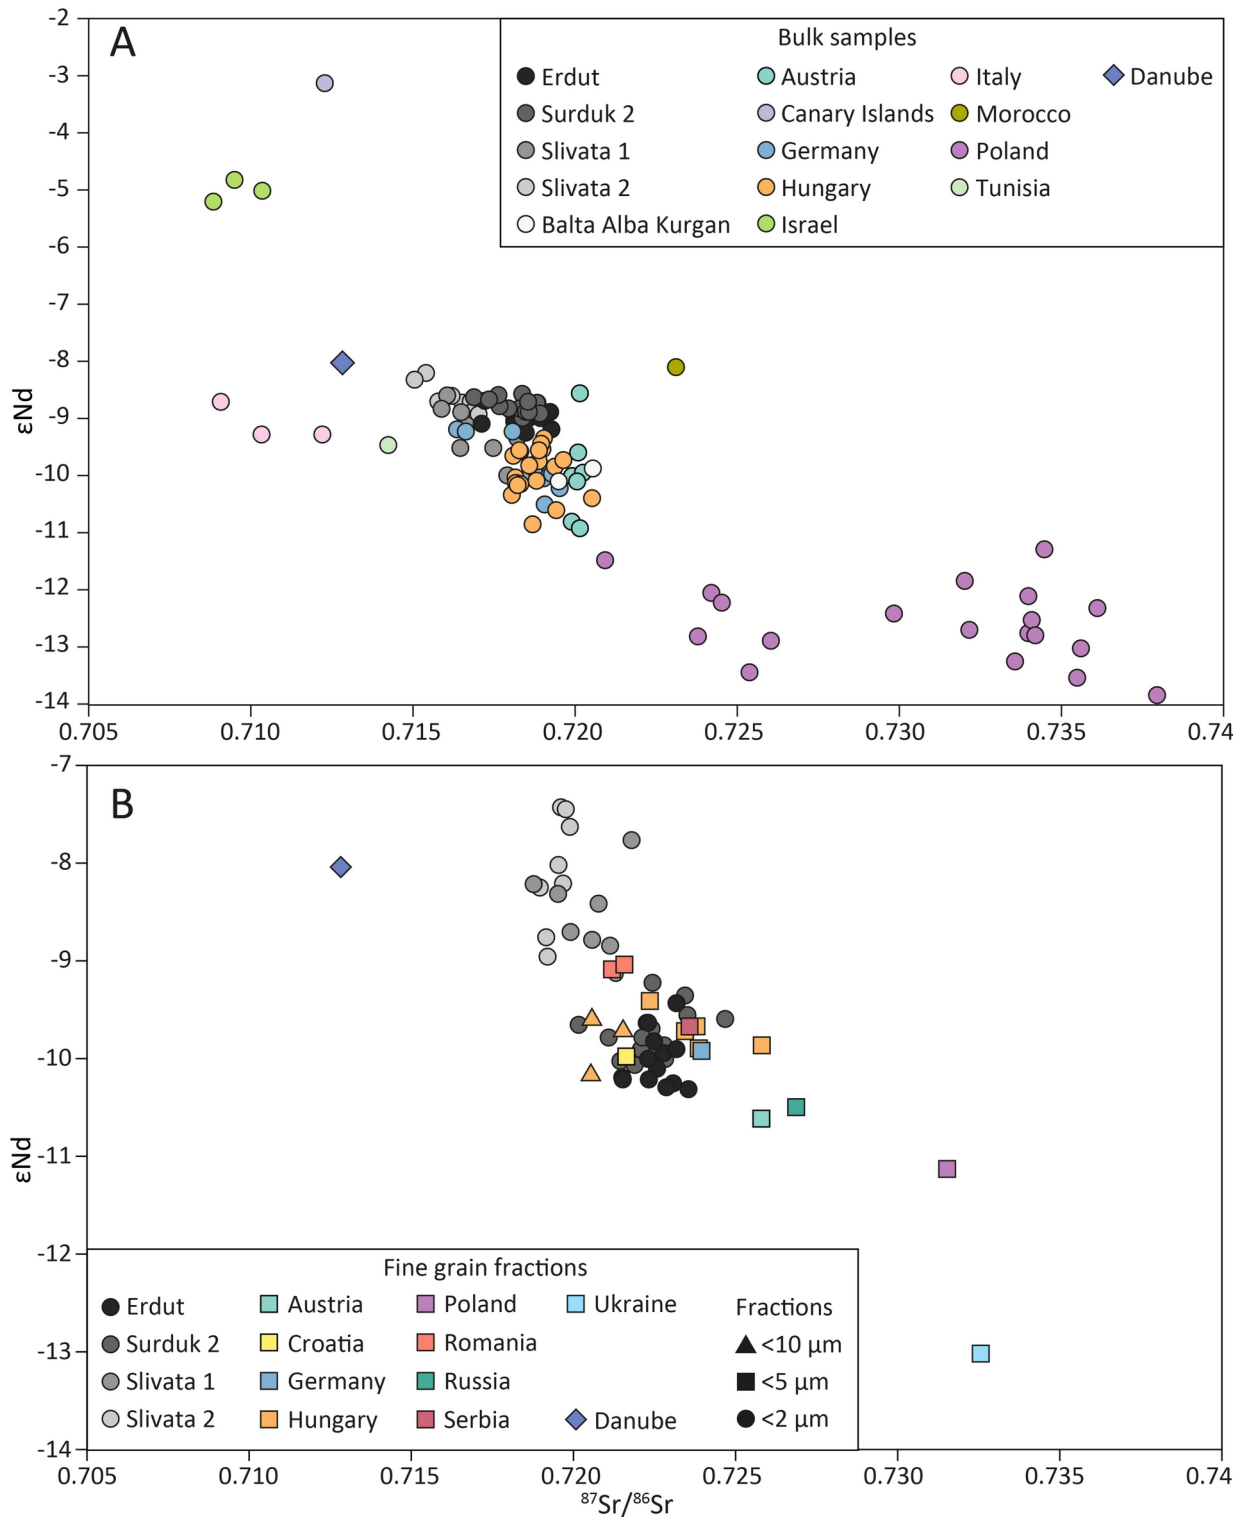 A
Bulk samples
Erdut Austria Italy Danube
Surduk 2 Canary Islands Morocco
Slivata 1 Germany Poland
Slivata 2 Hungary Tunisia
Balta Alba Kurgan Israel
εNd
-2
-3
-4
-5
-6
-7
-8
-9
-10
-11
-12
-13
-14
0.705 0.710 0.715 0.720 0.725 0.730 0.735 0.74
B
εNd
-7
-8
-9
-10
-11
-12
-13
-14
Fine grain fractions
Erdut Austria Poland Ukraine Fractions
Surduk 2 Croatia Romania <10 μm
Slivata 1 Germany Russia <5 μm
Slivata 2 Hungary Serbia Danube <2 μm
0.705 0.710 0.715 0.720 0.725 0.730 0.735 0.74
⁸⁷Sr/⁸⁶Sr